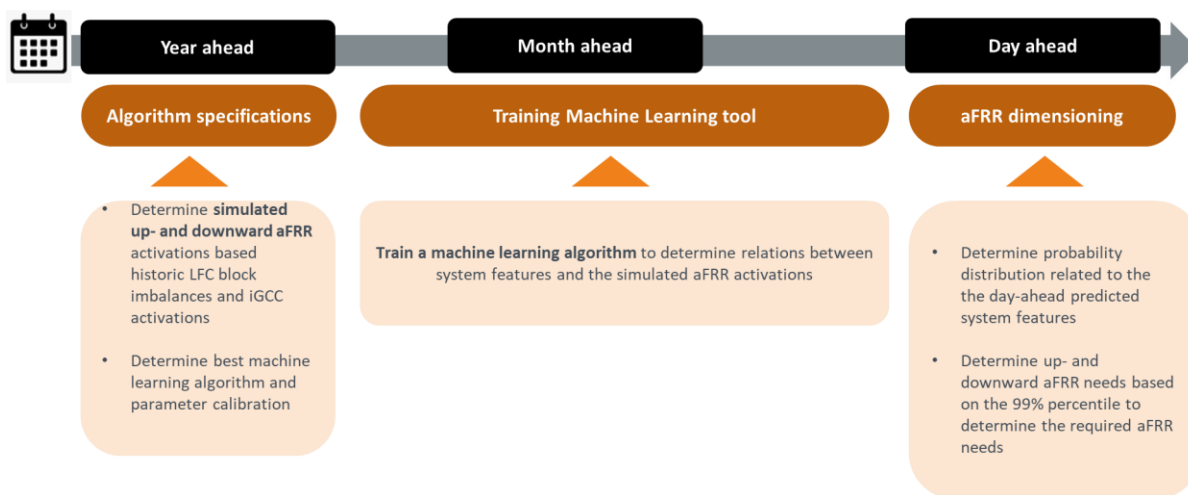 Year ahead
Month ahead
Day ahead
Algorithm specifications
Training Machine Learning tool
aFRR dimensioning
• Determine simulated
up- and downward aFRR
activations based
historic LFC block
imbalances and iGCC
activations
• Determine best machine
learning algorithm and
parameter calibration
Train a machine learning algorithm to determine relations between
system features and the simulated aFRR activations
• Determine probability
distribution related to the
the day-ahead predicted
system features
• Determine up- and
downward aFRR needs based
on the 99% percentile to
determine the required aFRR
needs